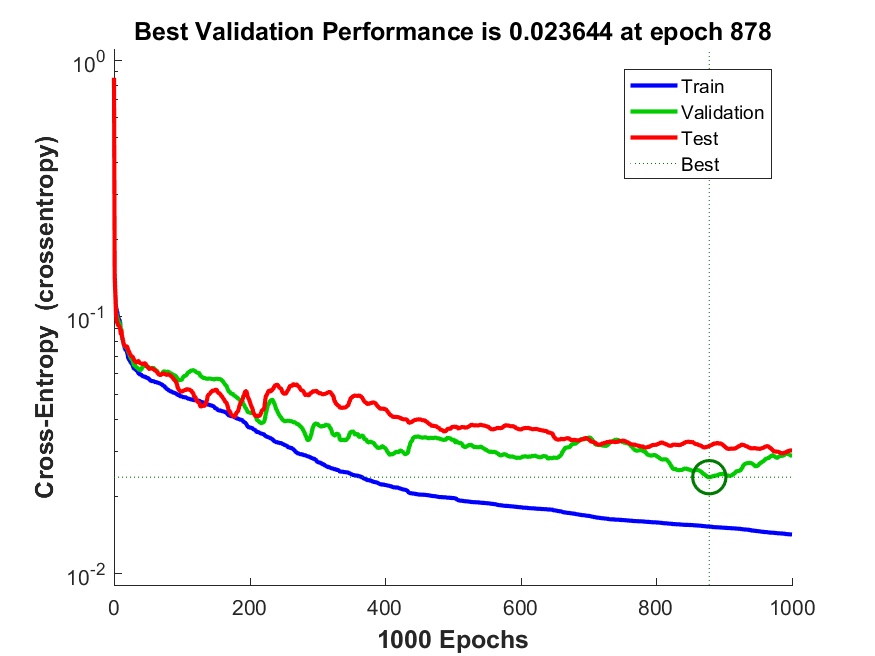 Best Validation Performance is 0.023644 at epoch 878
Cross-Entropy (crossentropy)
10^0
10^-1
10^-2
Train
Validation
Test
Best
0 200 400 600 800 1000
1000 Epochs